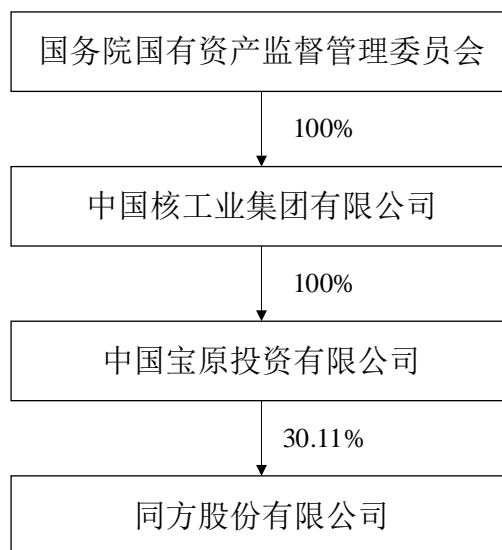 国务院国有资产监督管理委员会
100%
中国核工业集团有限公司
100%
中国宝原投资有限公司
30.11%
同方股份有限公司